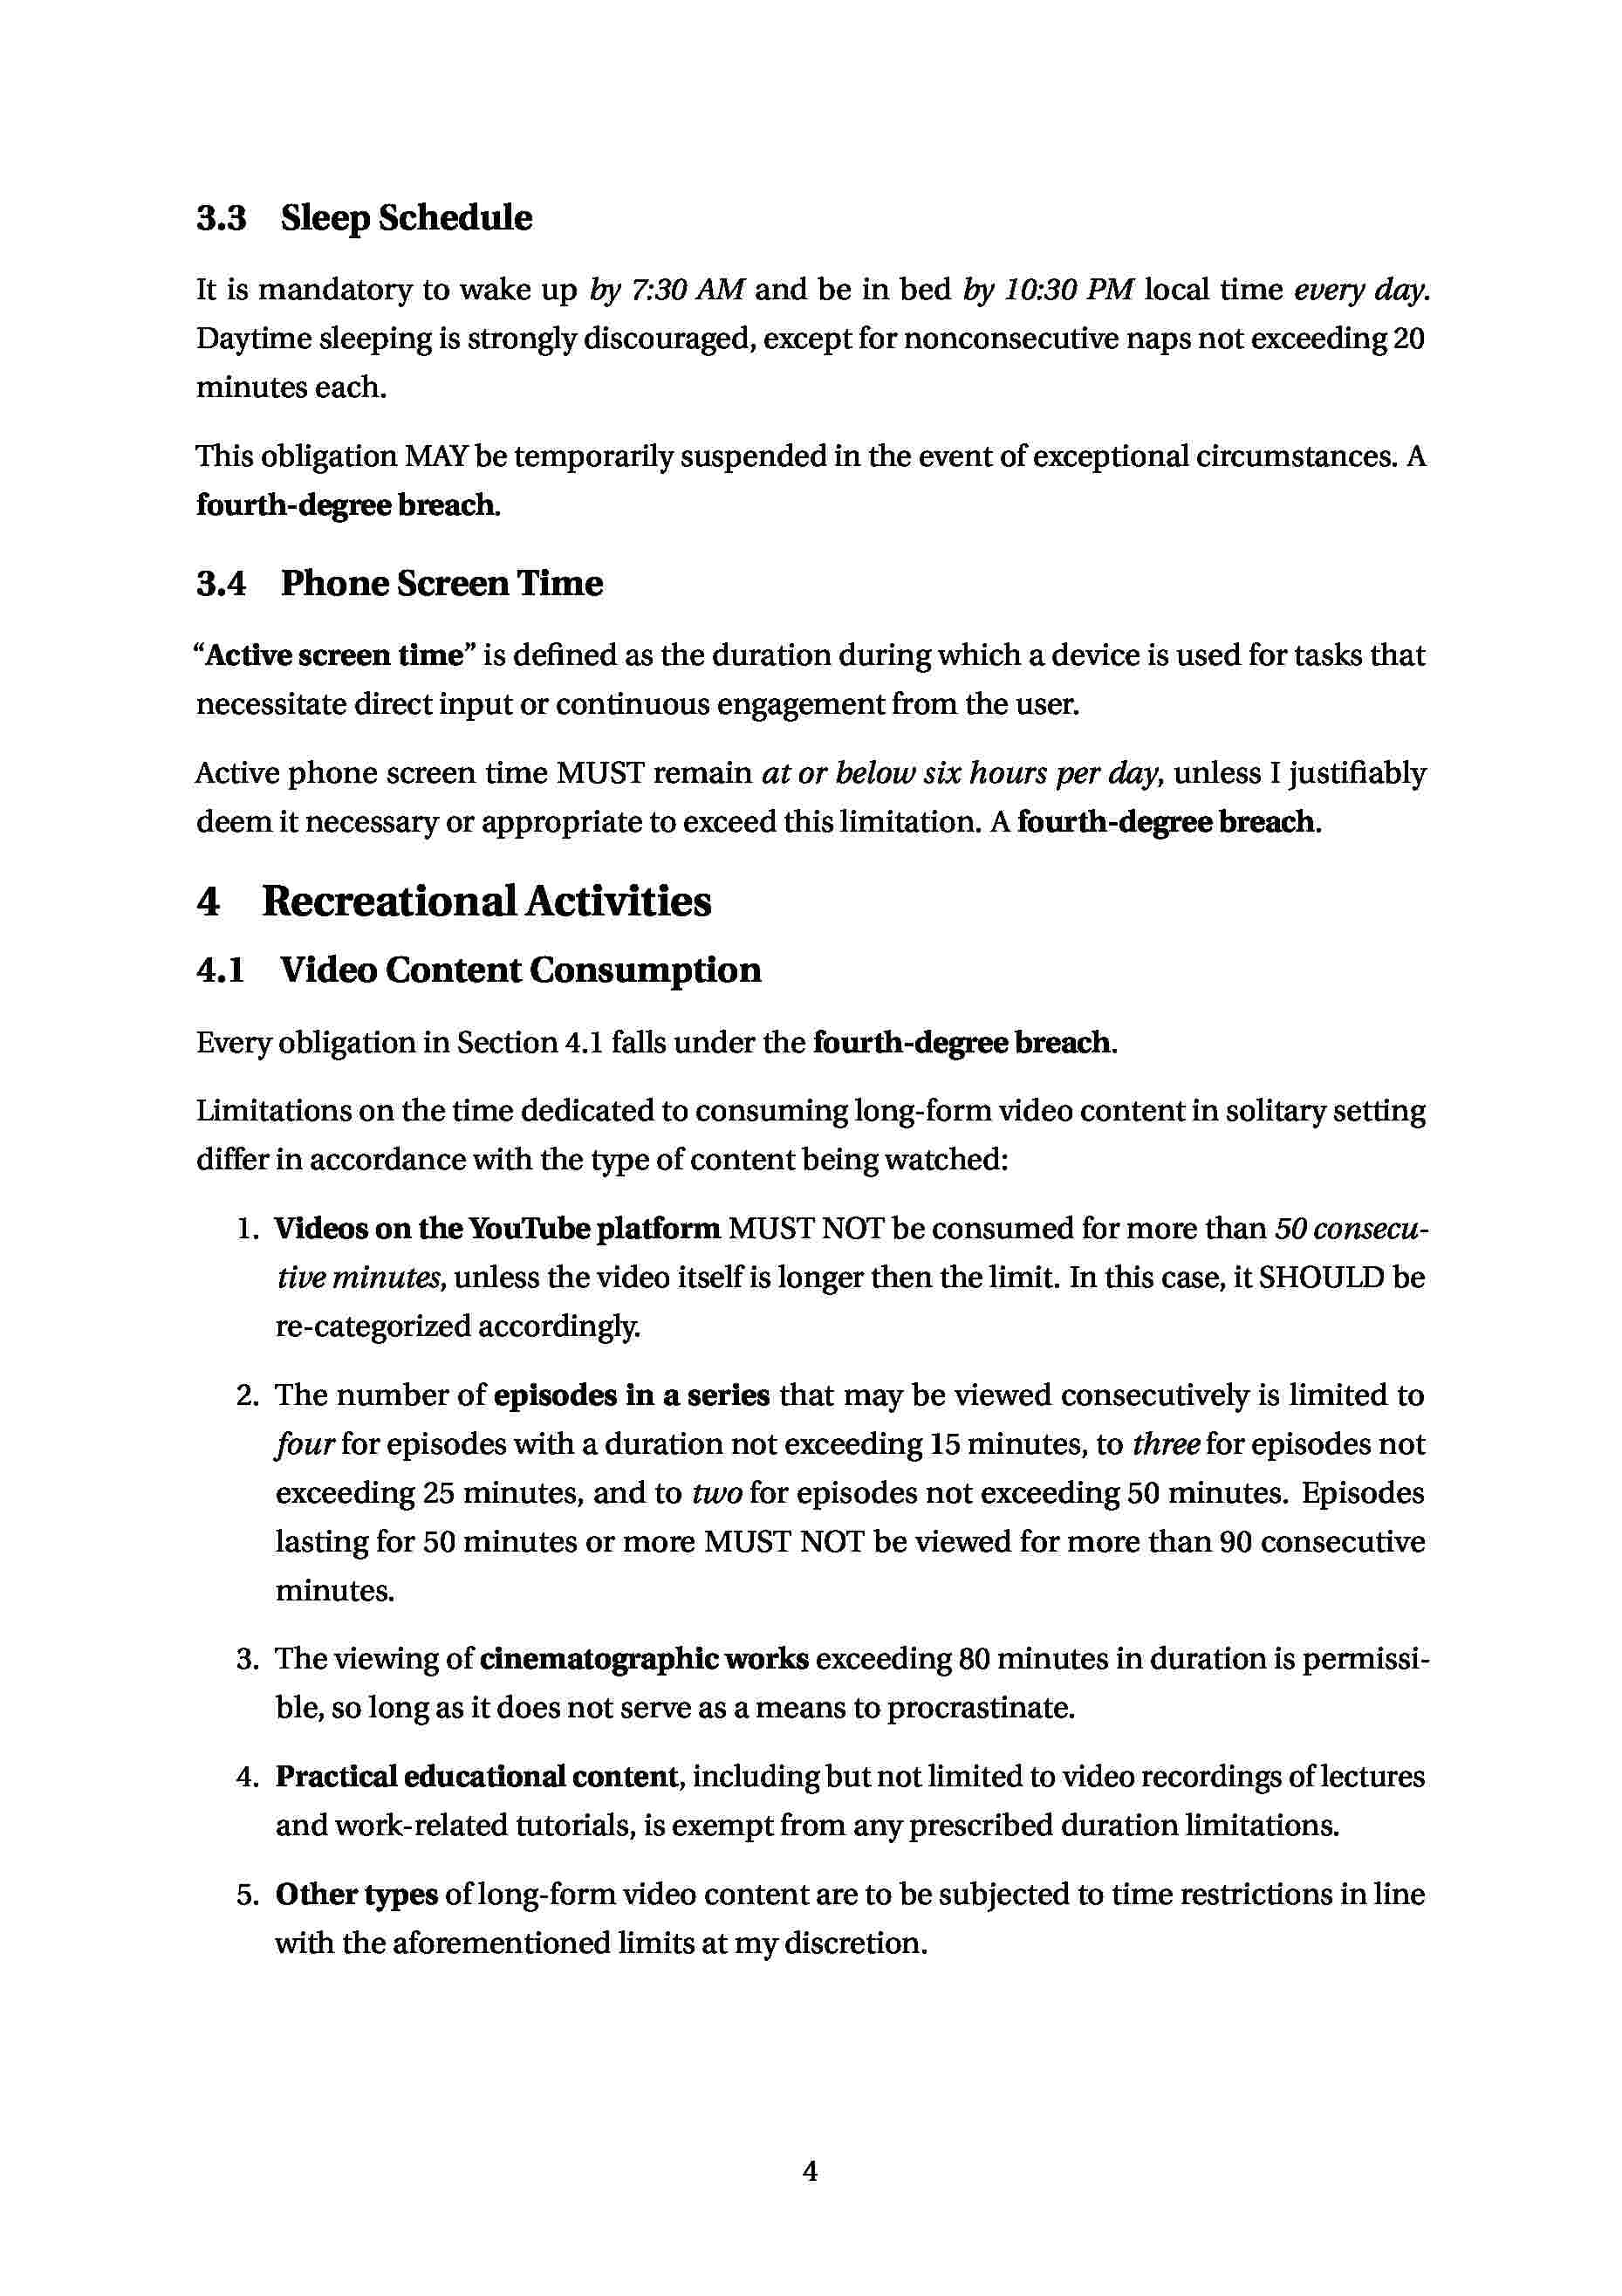 3.3 Sleep Schedule
It is mandatory to wake up by 7:30 AM and be in bed by 10:30 PM local time every day.
Daytime sleeping is strongly discouraged, except for nonconsecutive naps not exceeding 20
minutes each.
This obligation MAY be temporarily suspended in the event of exceptional circumstances. A
fourth-degree breach.
3.4 Phone Screen Time
“Active screen time” is defined as the duration during which a device is used for tasks that
necessitate direct input or continuous engagement from the user.
Active phone screen time MUST remain at or below six hours per day, unless I justifiably
deem it necessary or appropriate to exceed this limitation. A fourth-degree breach.
4 Recreational Activities
4.1 Video Content Consumption
Every obligation in Section 4.1 falls under the fourth-degree breach.
Limitations on the time dedicated to consuming long-form video content in solitary setting
differ in accordance with the type of content being watched:
1. Videos on the YouTube platform MUST NOT be consumed for more than 50 consecu-
tive minutes, unless the video itself is longer then the limit. In this case, it SHOULD be
re-categorized accordingly.
2. The number of episodes in a series that may be viewed consecutively is limited to
four for episodes with a duration not exceeding 15 minutes, to three for episodes not
exceeding 25 minutes, and to two for episodes not exceeding 50 minutes. Episodes
lasting for 50 minutes or more MUST NOT be viewed for more than 90 consecutive
minutes.
3. The viewing of cinematographic works exceeding 80 minutes in duration is permissi-
ble, so long as it does not serve as a means to procrastinate.
4. Practical educational content, including but not limited to video recordings of lectures
and work-related tutorials, is exempt from any prescribed duration limitations.
5. Other types of long-form video content are to be subjected to time restrictions in line
with the aforementioned limits at my discretion.
4